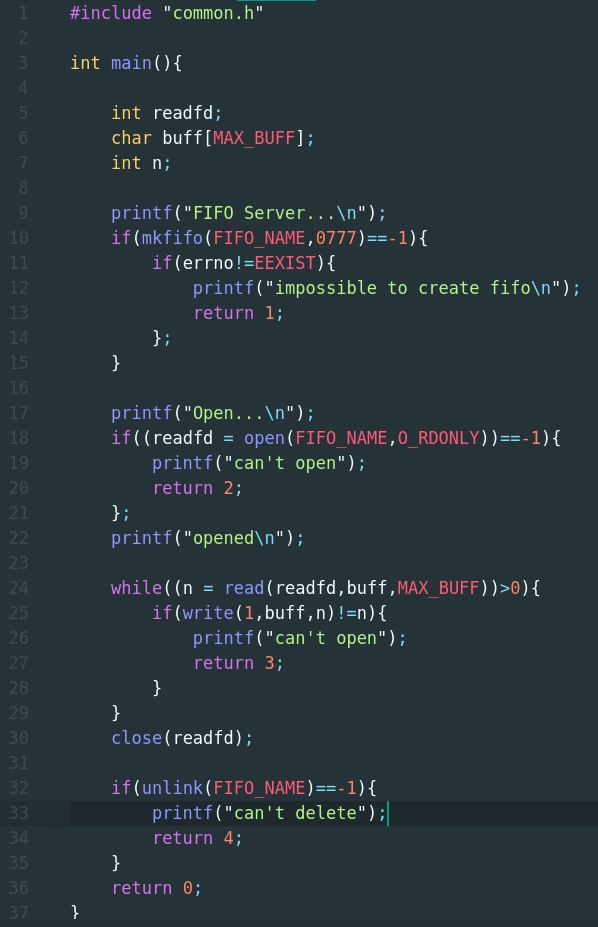 1 #include "common.h"
2
3 int main(){
4
5     int readfd;
6     char buff[MAX_BUFF];
7     int n;
8
9     printf("FIFO Server...\n");
10     if(mkfifo(FIFO_NAME,0777)==-1){
11         if(errno!=EEXIST){
12             printf("impossible to create fifo\n");
13             return 1;
14         };
15     }
16
17     printf("Open...\n");
18     if((readfd = open(FIFO_NAME,O_RDONLY))==-1){
19         printf("can't open");
20         return 2;
21     };
22     printf("opened\n");
23
24     while((n = read(readfd,buff,MAX_BUFF))>0){
25         if(write(1,buff,n)!=n){
26             printf("can't open");
27             return 3;
28         }
29     }
30     close(readfd);
31
32     if(unlink(FIFO_NAME)==-1){
33         printf("can't delete");
34         return 4;
35     }
36     return 0;
37 }